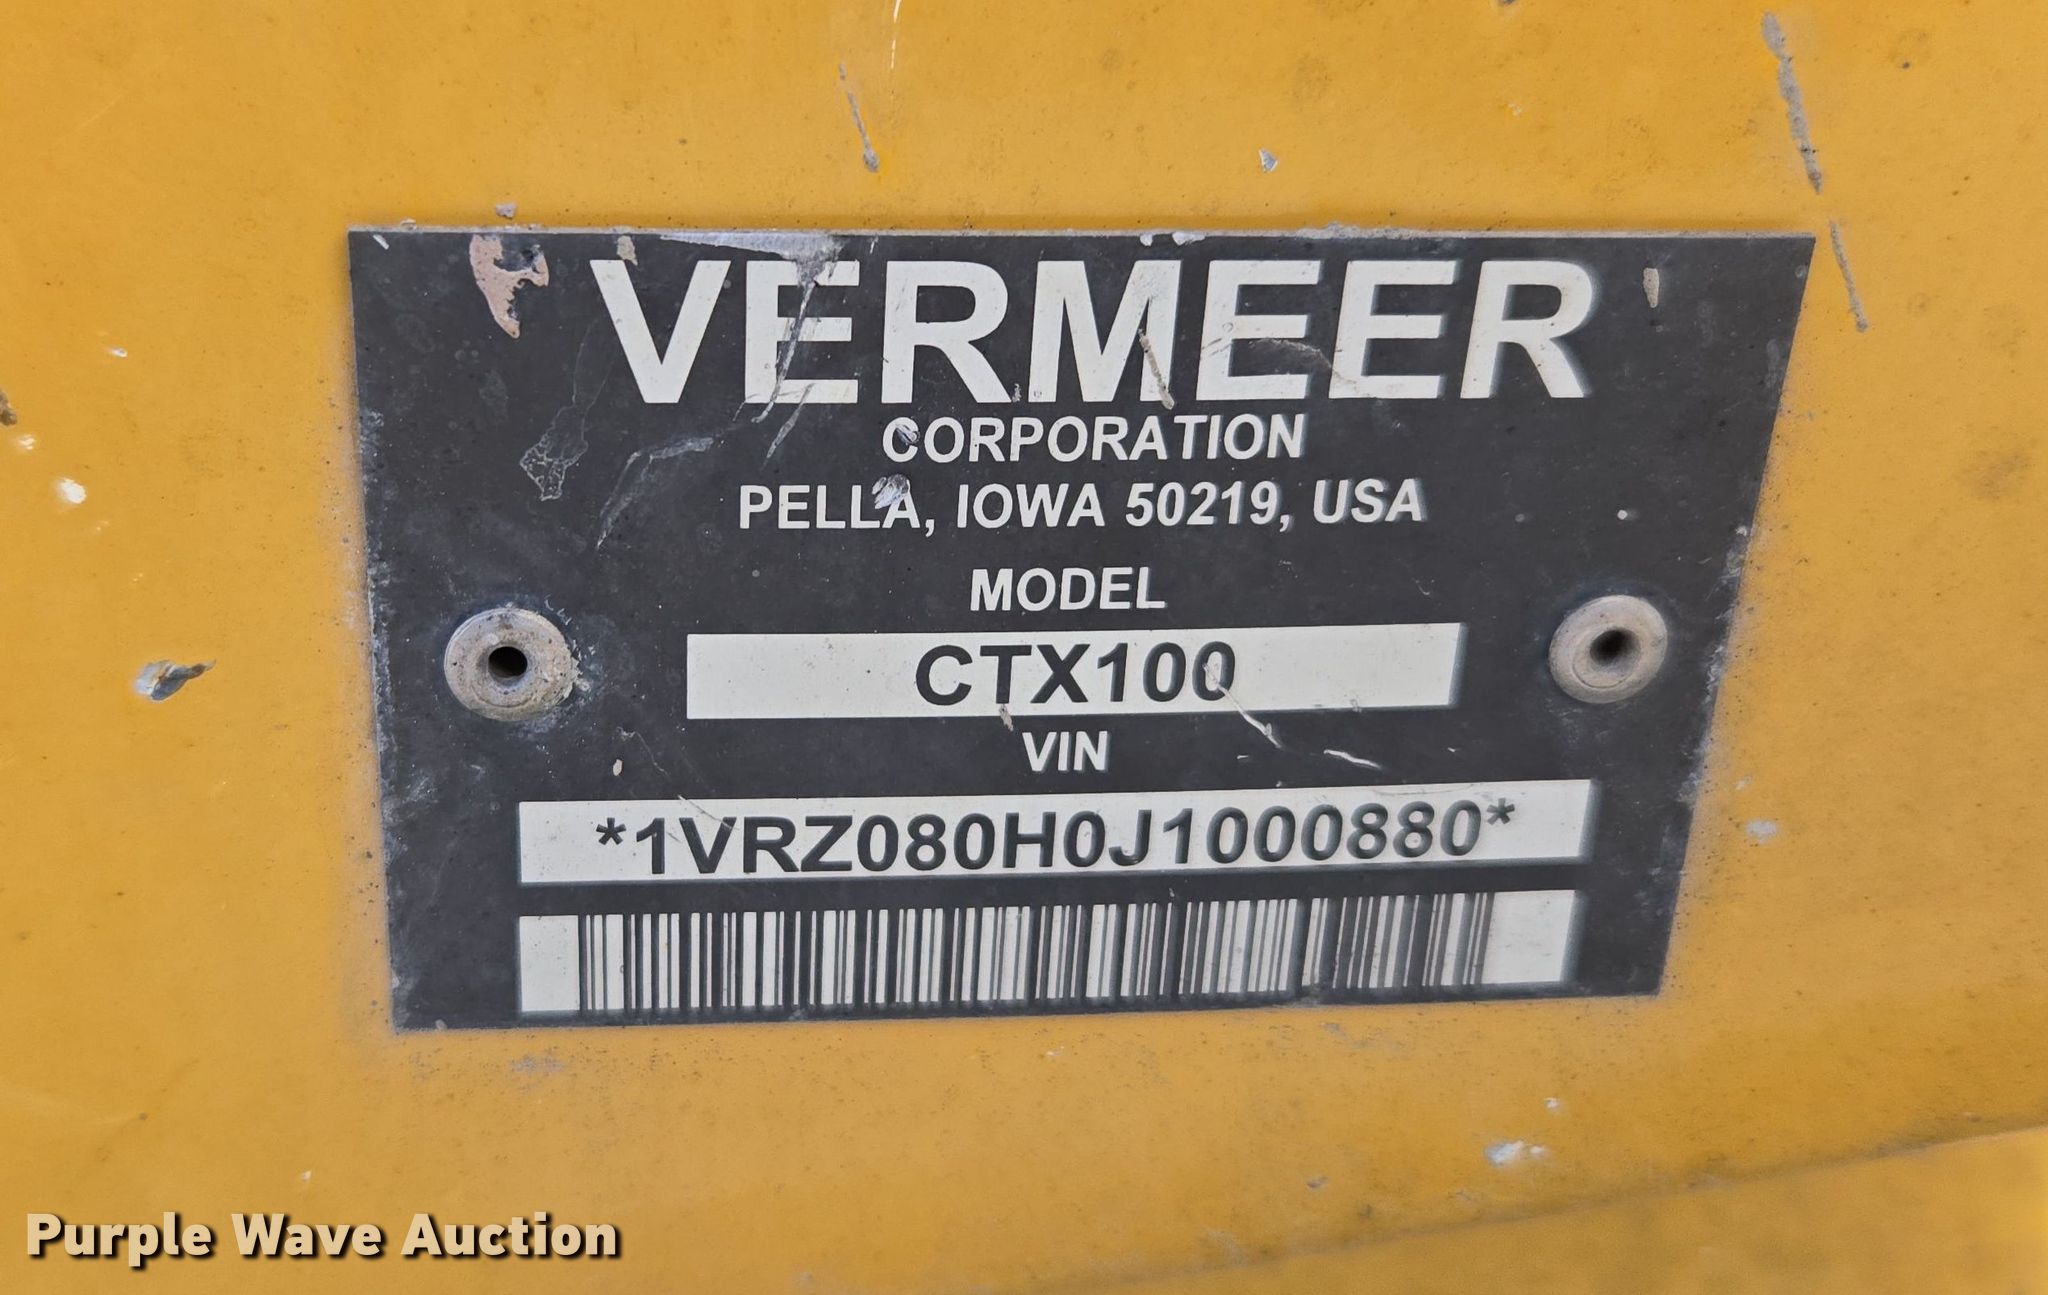 VERMEER
CORPORATION
PELLA, IOWA 50219, USA
MODEL
CTX100
VIN
*1VRZ080H0J1000880*
Purple Wave Auction